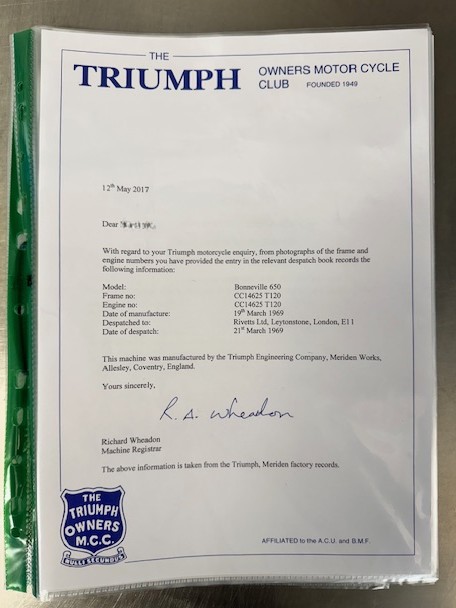 THE
TRIUMPH OWNERS MOTOR CYCLE
CLUB FOUNDED 1949
12th May 2017
Dear
With regard to your Triumph motorcycle enquiry, from photographs of the frame and
engine numbers you have provided the entry in the relevant despatch book records the
following information:
Model: Bonneville 650
Frame no: CC14625 T120
Engine no: CC14625 T120
Date of manufacture: 19th March 1969
Despatched to: Rivetts Ltd, Leytonstone, London, E11
Date of despatch: 21st March 1969
This machine was manufactured by the Triumph Engineering Company, Meriden Works,
Allesley, Coventry, England.
Yours sincerely,
R. A. Wheadon
Richard Wheadon
Machine Registrar
The above information is taken from the Triumph, Meriden factory records.
THE
TRIUMPH
OWNERS
M.C.C.
NULLI SECUNDUS
AFFILIATED to the A.C.U. and B.M.F.